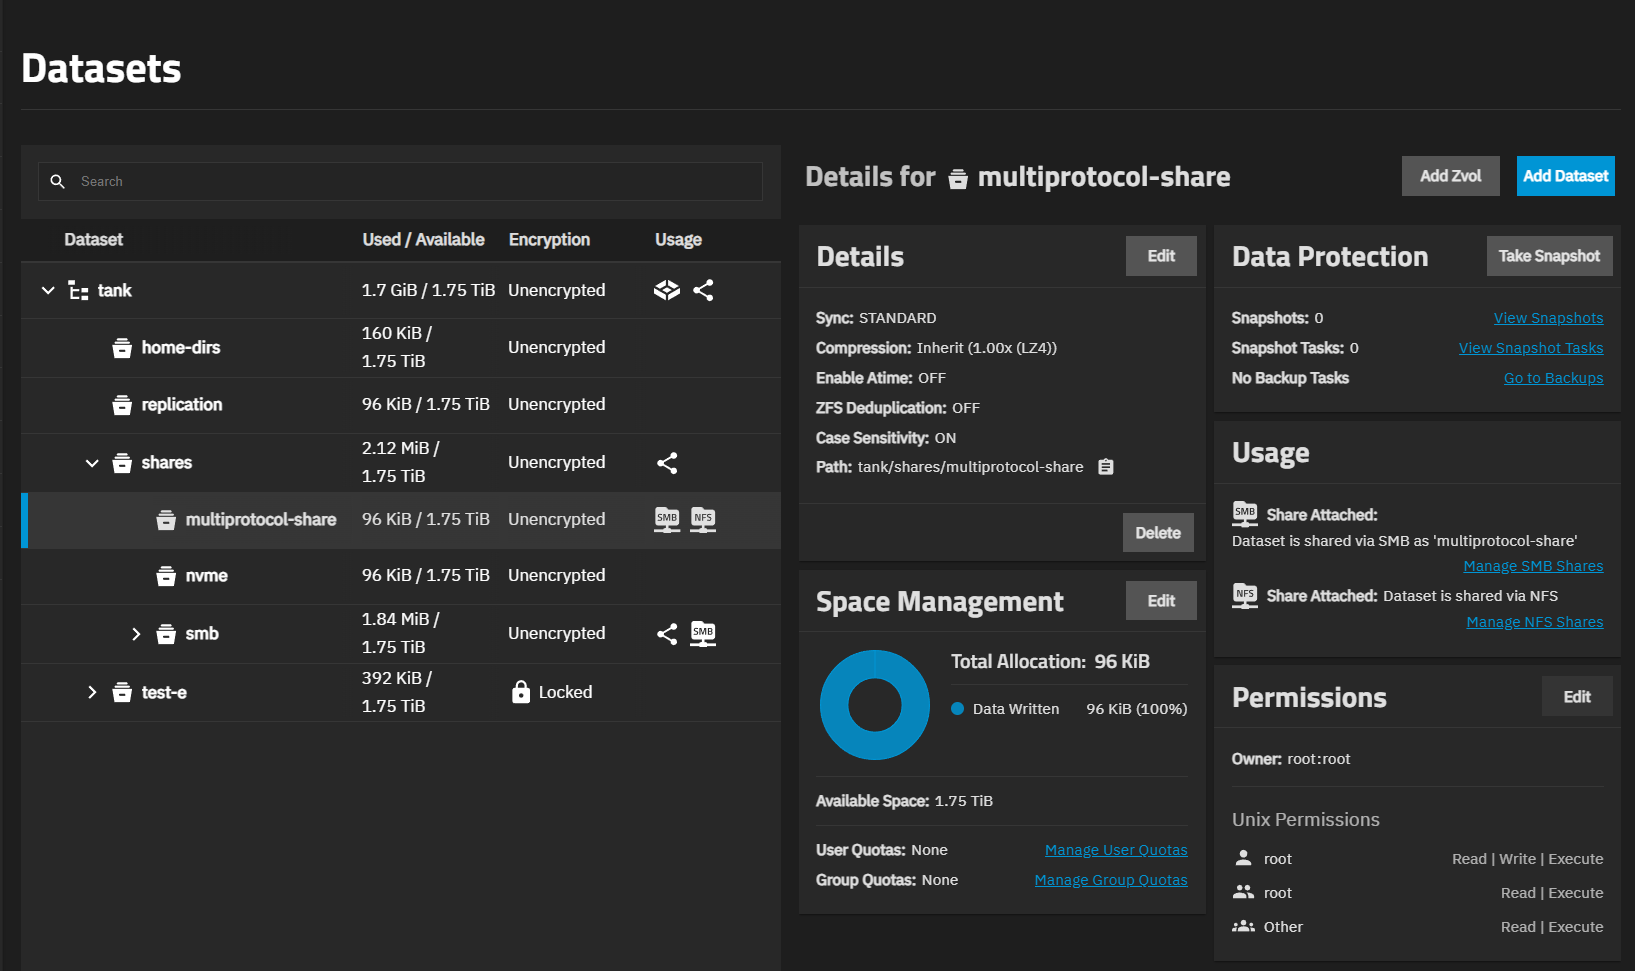 Datasets
Search
Details for multiprotocol-share
Add Zvol
Add Dataset
Dataset Used / Available Encryption Usage
tank 1.7 GiB / 1.75 TiB Unencrypted
home-dirs 160 KiB / 1.75 TiB Unencrypted
replication 96 KiB / 1.75 TiB Unencrypted
shares 2.12 MiB / 1.75 TiB Unencrypted
multiprotocol-share 96 KiB / 1.75 TiB Unencrypted SMB NFS
nvme 96 KiB / 1.75 TiB Unencrypted
smb 1.84 MiB / 1.75 TiB Unencrypted SMB
test-e 392 KiB / 1.75 TiB Locked
Details Edit
Sync: STANDARD
Compression: Inherit (1.00x (LZ4))
Enable Atime: OFF
ZFS Deduplication: OFF
Case Sensitivity: ON
Path: tank/shares/multiprotocol-share
Delete
Space Management Edit
Total Allocation: 96 KiB
Data Written 96 KiB (100%)
Available Space: 1.75 TiB
User Quotas: None Manage User Quotas
Group Quotas: None Manage Group Quotas
Data Protection Take Snapshot
Snapshots: 0 View Snapshots
Snapshot Tasks: 0 View Snapshot Tasks
No Backup Tasks Go to Backups
Usage
SMB Share Attached:
Dataset is shared via SMB as 'multiprotocol-share'
Manage SMB Shares
NFS Share Attached: Dataset is shared via NFS
Manage NFS Shares
Permissions Edit
Owner: root:root
Unix Permissions
root Read | Write | Execute
root Read | Execute
Other Read | Execute